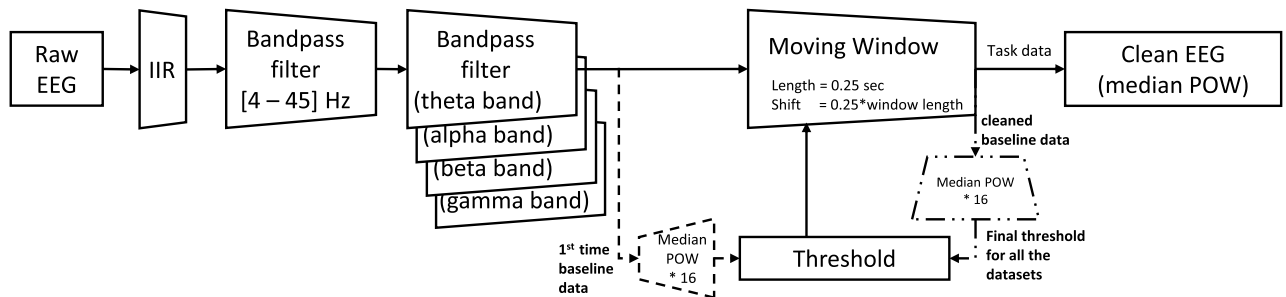 Raw
EEG
IIR
Bandpass
filter
[4 – 45] Hz
Bandpass
filter
(theta band)
(alpha band)
(beta band)
(gamma band)
Moving Window
Length = 0.25 sec
Shift = 0.25*window length
Task data
Clean EEG
(median POW)
cleaned
baseline data
Median POW
* 16
Final threshold
for all the
datasets
1st time
baseline
data
Median
POW
* 16
Threshold